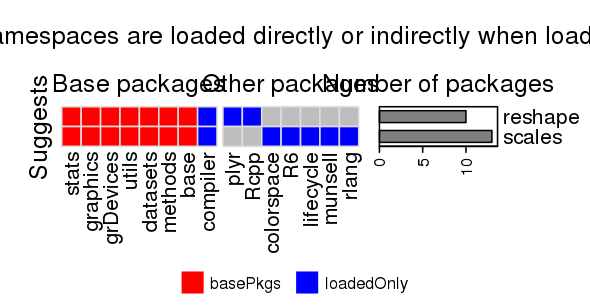 amespaces are loaded directly or indirectly when load
Base packages
Other packages
Number of packages
Suggests
reshape
scales
0
5
10
stats
graphics
grDevices
utils
datasets
methods
base
compiler
plyr
Rcpp
colorspace
R6
lifecycle
munsell
rlang
basePkgs
loadedOnly